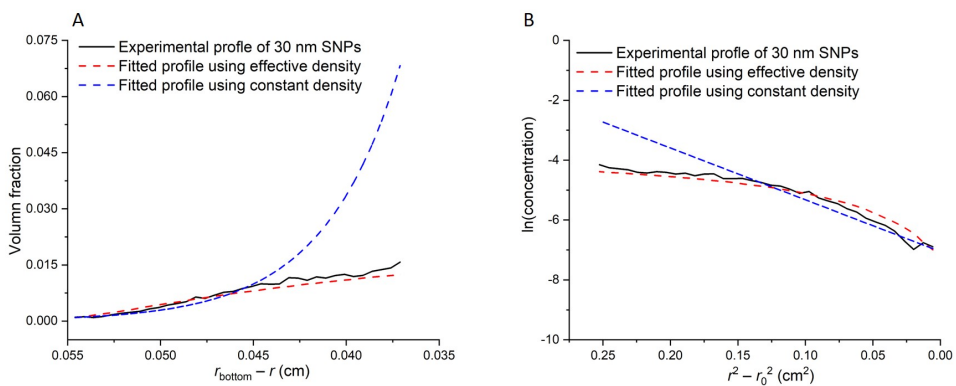 A
Experimental profle of 30 nm SNPs
Fitted profile using effective density
Fitted profile using constant density
0.075
0.060
0.045
0.030
0.015
0.000
Volumn fraction
0.055
0.050
0.045
0.040
0.035
r_bottom – r (cm)
B
Experimental profle of 30 nm SNPs
Fitted profile using effective density
Fitted profile using constant density
0
-2
-4
-6
-8
-10
ln(concentration)
0.25
0.20
0.15
0.10
0.05
0.00
r² – r₀² (cm²)